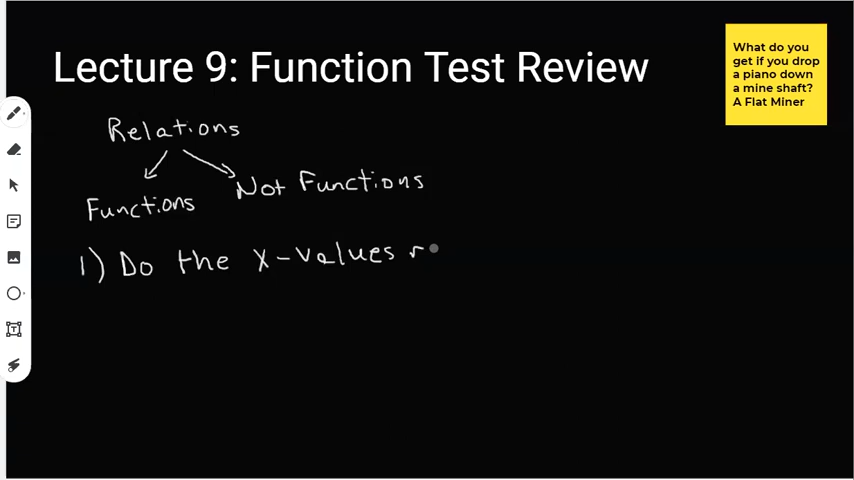 Lecture 9: Function Test Review
What do you
get if you drop
a piano down
a mine shaft?
A Flat Miner
Relations
Functions
Not Functions
1) Do the x-values r